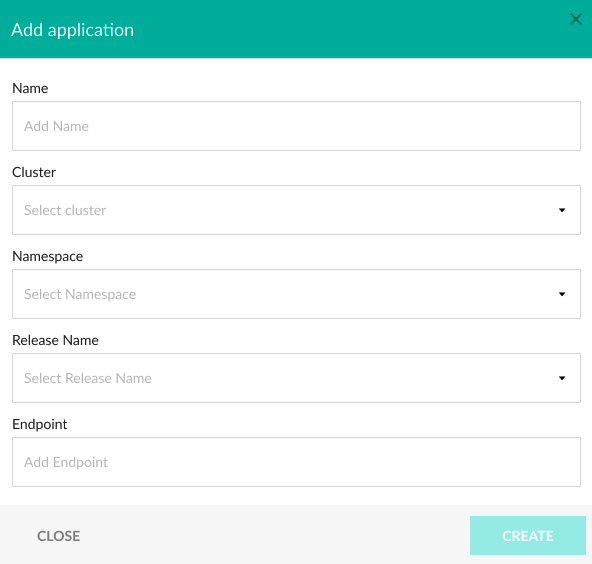 Add application
Name
Add Name
Cluster
Select cluster
Namespace
Select Namespace
Release Name
Select Release Name
Endpoint
Add Endpoint
CLOSE
CREATE